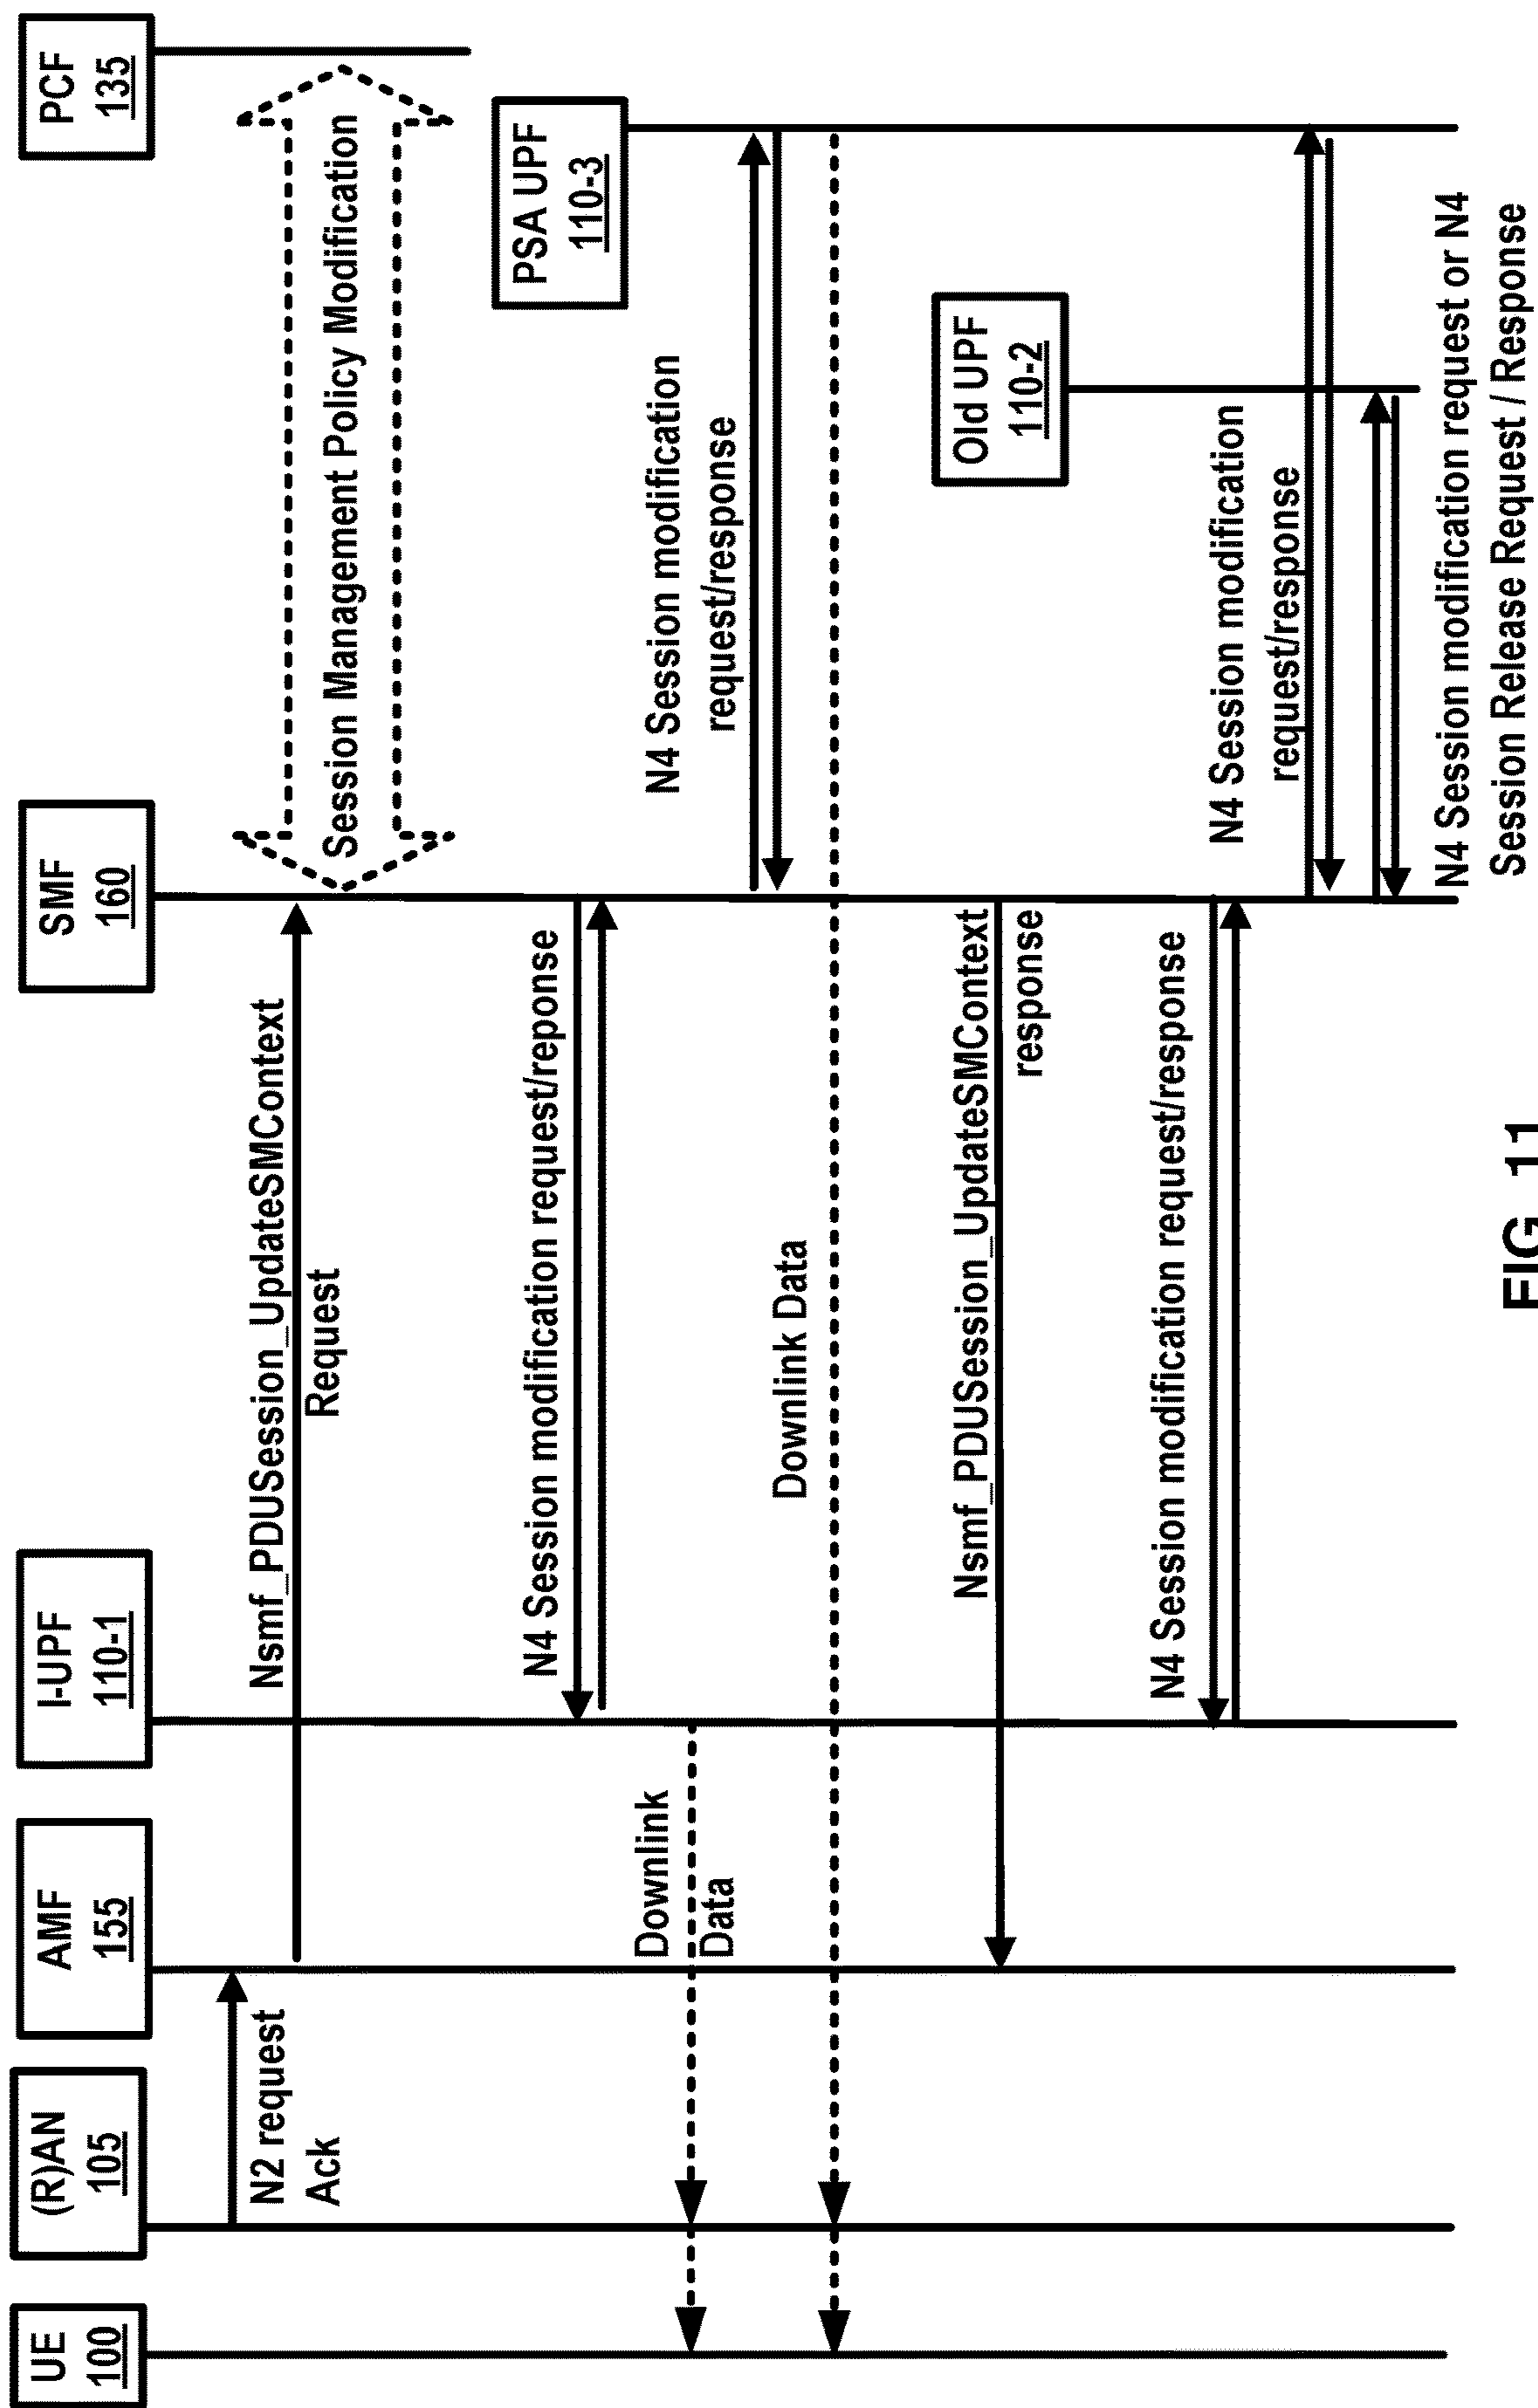 UE
100
(R)AN
105
AMF
155
I-UPF
110-1
SMF
160
PCF
135
N2 request
Ack
Nsmf_PDUSession_UpdateSMContext
Request
Session Management Policy Modification
PSA UPF
110-3
N4 Session modification request/reponse
Downlink
Data
N4 Session modification
request/response
Downlink Data
Old UPF
110-2
Nsmf_PDUSession_UpdateSMContext
response
N4 Session modification request/response
N4 Session modification
request/response
N4 Session modification request or N4
Session Release Request / Response
FIG. 11